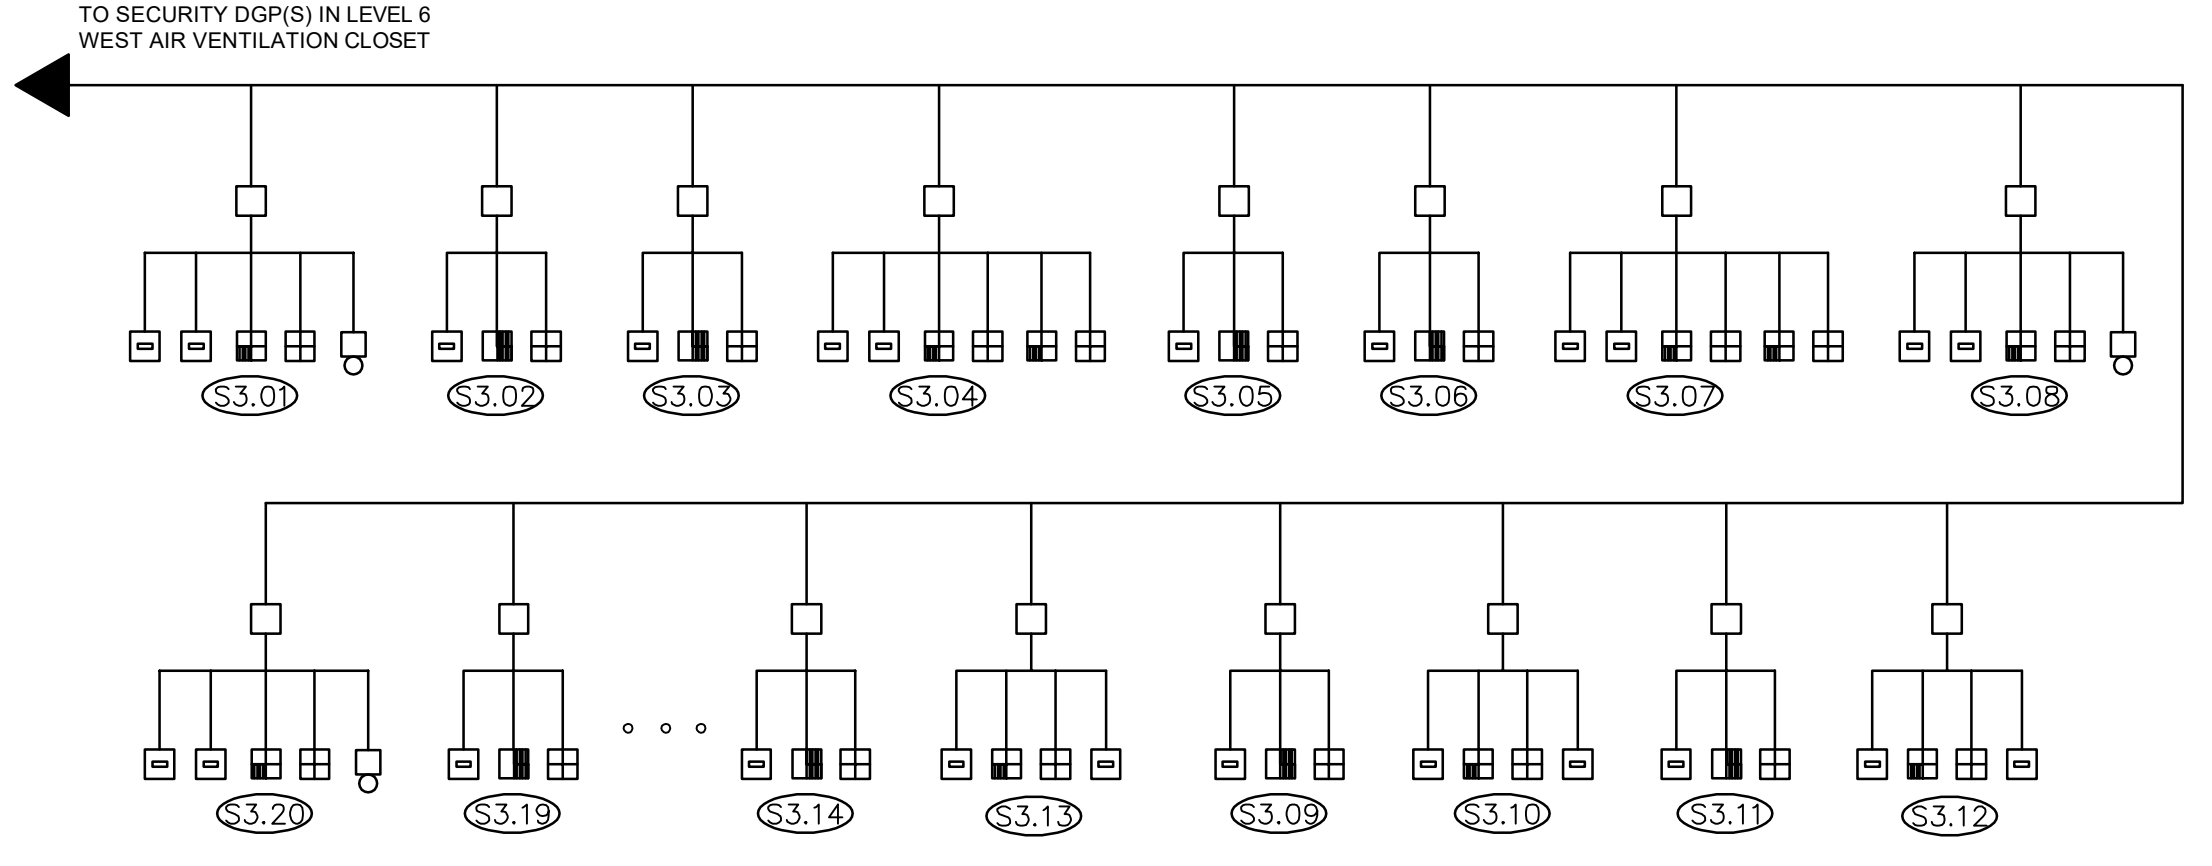 TO SECURITY DGP(S) IN LEVEL 6
WEST AIR VENTILATION CLOSET
S3.01
S3.02
S3.03
S3.04
S3.05
S3.06
S3.07
S3.08
S3.20
S3.19
S3.14
S3.13
S3.09
S3.10
S3.11
S3.12